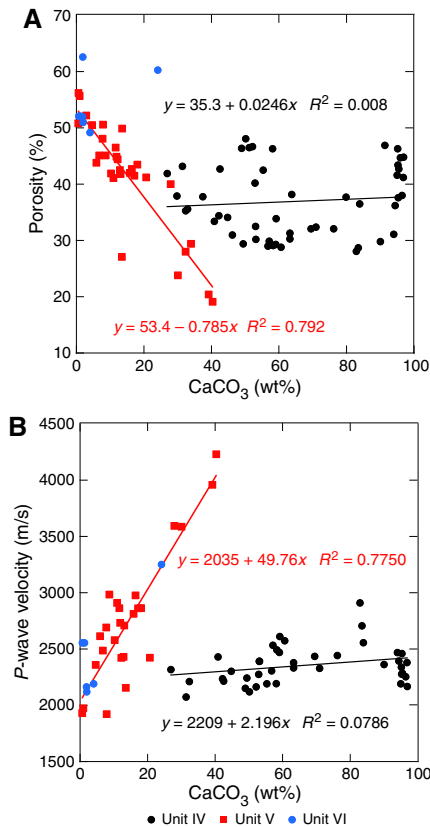 A
70
60
50
40
30
20
10
Porosity (%)
y = 35.3 + 0.0246x R² = 0.008
y = 53.4 – 0.785x R² = 0.792
0 20 40 60 80 100
CaCO₃ (wt%)
B
4500
4000
3500
3000
2500
2000
1500
P-wave velocity (m/s)
y = 2035 + 49.76x R² = 0.7750
y = 2209 + 2.196x R² = 0.0786
0 20 40 60 80 100
CaCO₃ (wt%)
Unit IV Unit V Unit VI